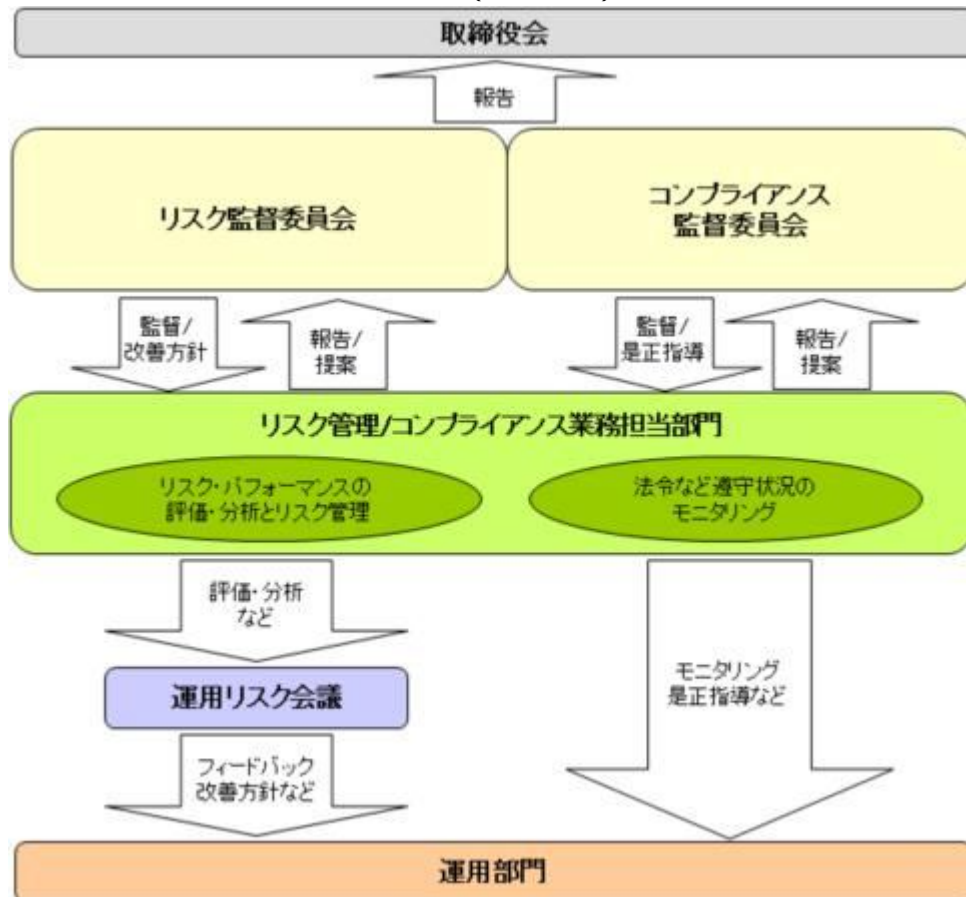 取締役会
報告
リスク監督委員会
コンプライアンス
監督委員会
監督/
改善方針
報告/
提案
監督/
是正指導
報告/
提案
リスク管理/コンプライアンス業務担当部門
リスク・パフォーマンスの
評価・分析とリスク管理
法令など遵守状況の
モニタリング
評価・分析
など
運用リスク会議
モニタリング
是正指導など
フィードバック
改善方針など
運用部門